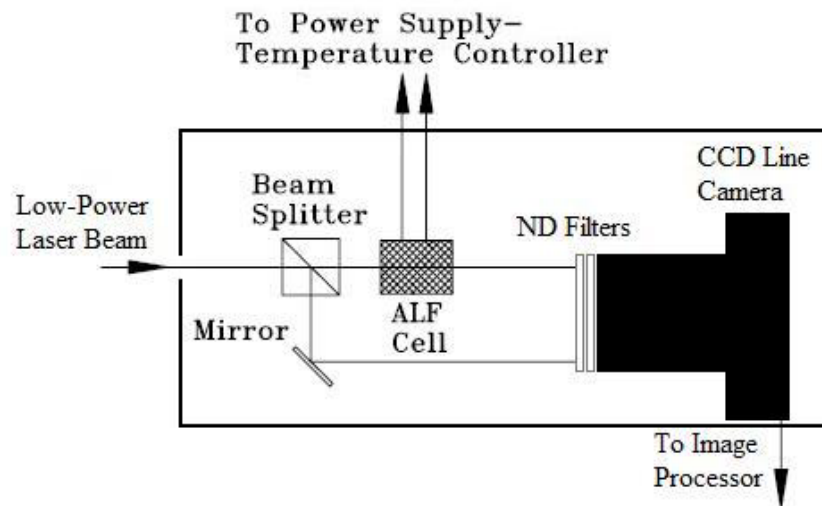 To Power Supply-
Temperature Controller
CCD Line
Camera
Beam
Splitter
Low-Power
Laser Beam
ND Filters
Mirror
ALF
Cell
To Image
Processor